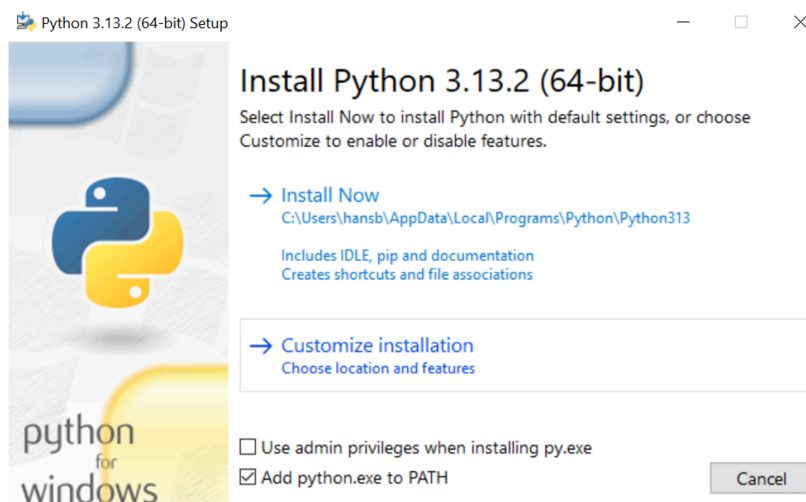 Python 3.13.2 (64-bit) Setup
Install Python 3.13.2 (64-bit)
Select Install Now to install Python with default settings, or choose
Customize to enable or disable features.
Install Now
C:\Users\hansb\AppData\Local\Programs\Python\Python313
Includes IDLE, pip and documentation
Creates shortcuts and file associations
Customize installation
Choose location and features
Use admin privileges when installing py.exe
Add python.exe to PATH
Cancel
python
for
windows